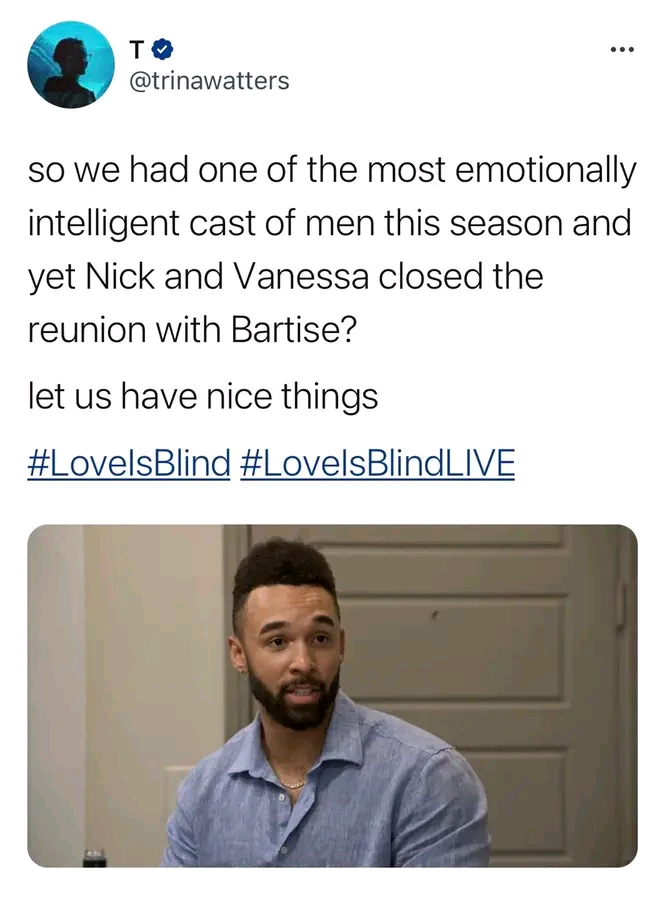 T
@trinawatters
so we had one of the most emotionally
intelligent cast of men this season and
yet Nick and Vanessa closed the
reunion with Bartise?
let us have nice things
#LoveIsBlind #LoveIsBlindLIVE